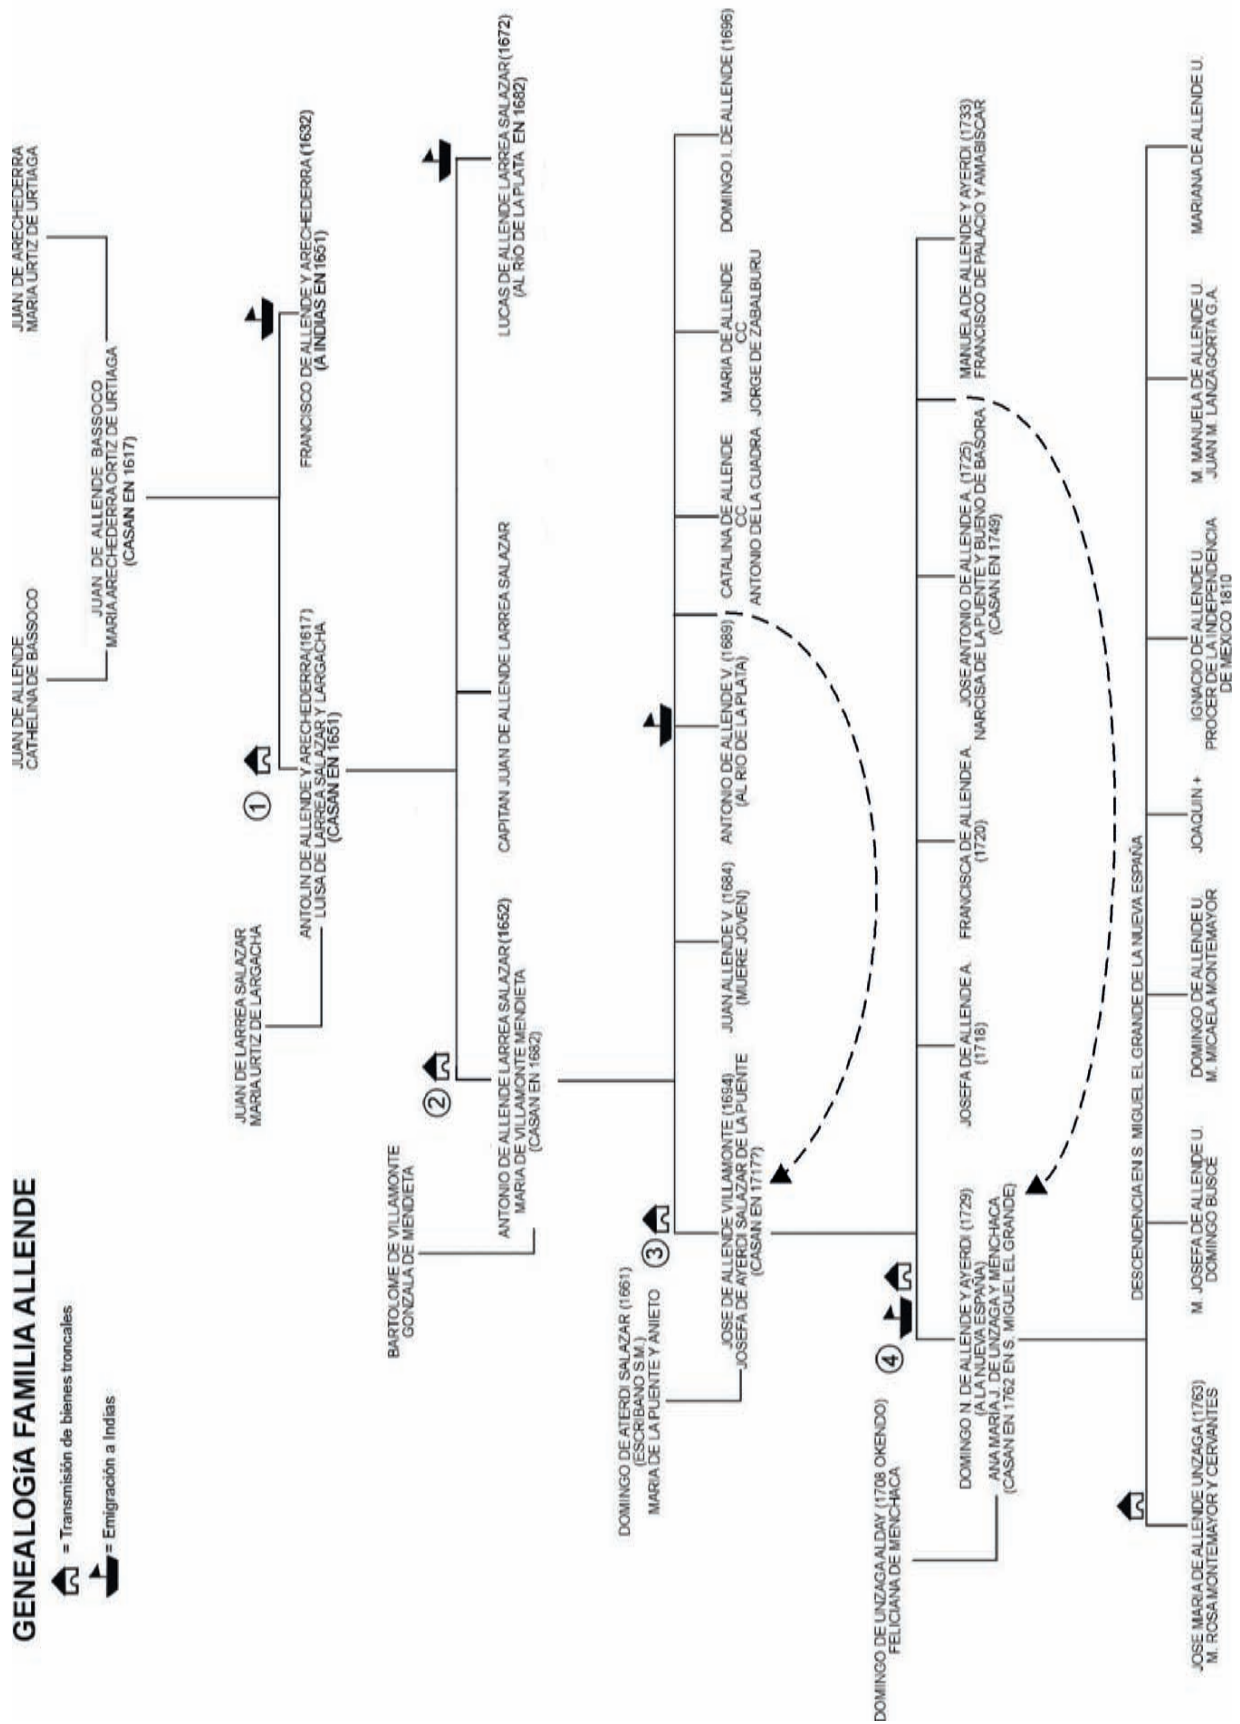 GENEALOGÍA FAMILIA ALLENDE
= Transmisión de bienes troncales
= Emigración a Indias
JUAN DE ALLENDE
CATHELINA DE BASSOCO
JUAN DE ARECHEDERRA
MARIA URTIZ DE URTIAGA
JUAN DE ALLENDE BASSOCO
MARIA ARECHEDERRA ORTIZ DE URTIAGA
(CASAN EN 1617)
JUAN DE LARREA SALAZAR
MARIA URTIZ DE LARGACHA
1
ANTOLIN DE ALLENDE Y ARECHEDERRA (1617)
LUISA DE LARREA SALAZAR Y LARGACHA
(CASAN EN 1651)
FRANCISCO DE ALLENDE Y ARECHEDERRA (1632)
(A INDIAS EN 1651)
BARTOLOME DE VILLAMONTE
GONZALA DE MENDIETA
2
ANTONIO DE ALLENDE LARREA SALAZAR (1652)
MARIA DE VILLAMONTE MENDIETA
(CASAN EN 1682)
CAPITAN JUAN DE ALLENDE LARREA SALAZAR
LUCAS DE ALLENDE LARREA SALAZAR (1672)
(AL RIO DE LA PLATA EN 1682)
DOMINGO DE ATERDI SALAZAR (1661)
(ESCRIBANO S.M.)
MARIA DE LA PUENTE Y ANIETO
3
JOSE DE ALLENDE VILLAMONTE (1694)
JOSEFA DE AYERDI SALAZAR DE LA PUENTE
(CASAN EN 1717?)
JUAN ALLENDE V. (1684)
(MUERE JOVEN)
ANTONIO DE ALLENDE V. (1689)
(AL RIO DE LA PLATA)
CATALINA DE ALLENDE
CC
ANTONIO DE LA CUADRA
MARIA DE ALLENDE
CC
JORGE DE ZABALBURU
DOMINGO I. DE ALLENDE (1696)
DOMINGO DE UNZAGA ALDAY (1708 OKENDO)
FELICIANA DE MENCHACA
4
DOMINGO N. DE ALLENDE Y AYERDI (1729)
(A LA NUEVA ESPAÑA)
ANA MARIA J. DE UNZAGA Y MENCHACA
(CASAN EN 1762 EN S. MIGUEL EL GRANDE)
JOSEFA DE ALLENDE A.
(1718)
FRANCISCA DE ALLENDE A.
(1720)
JOSE ANTONIO DE ALLENDE A. (1725)
NARCISA DE LA PUENTE Y BUENO DE BASORA
(CASAN EN 1749)
MANUELA DE ALLENDE Y AYERDI (1733)
FRANCISCO DE PALACIO Y AMABISCAR
DESCENDENCIA EN S. MIGUEL EL GRANDE DE LA NUEVA ESPAÑA
JOSE MARIA DE ALLENDE UNZAGA (1763)
M. ROSA MONTEMAYOR Y CERVANTES
M. JOSEFA DE ALLENDE U.
DOMINGO BUSCE
DOMINGO DE ALLENDE U.
M. MICAELA MONTEMAYOR
JOAQUIN +
IGNACIO DE ALLENDE U.
PROCER DE LA INDEPENDENCIA
DE MEXICO 1810
M. MANUELA DE ALLENDE U.
JUAN M. LANZAGORTA G.A.
MARIANA DE ALLENDE U.